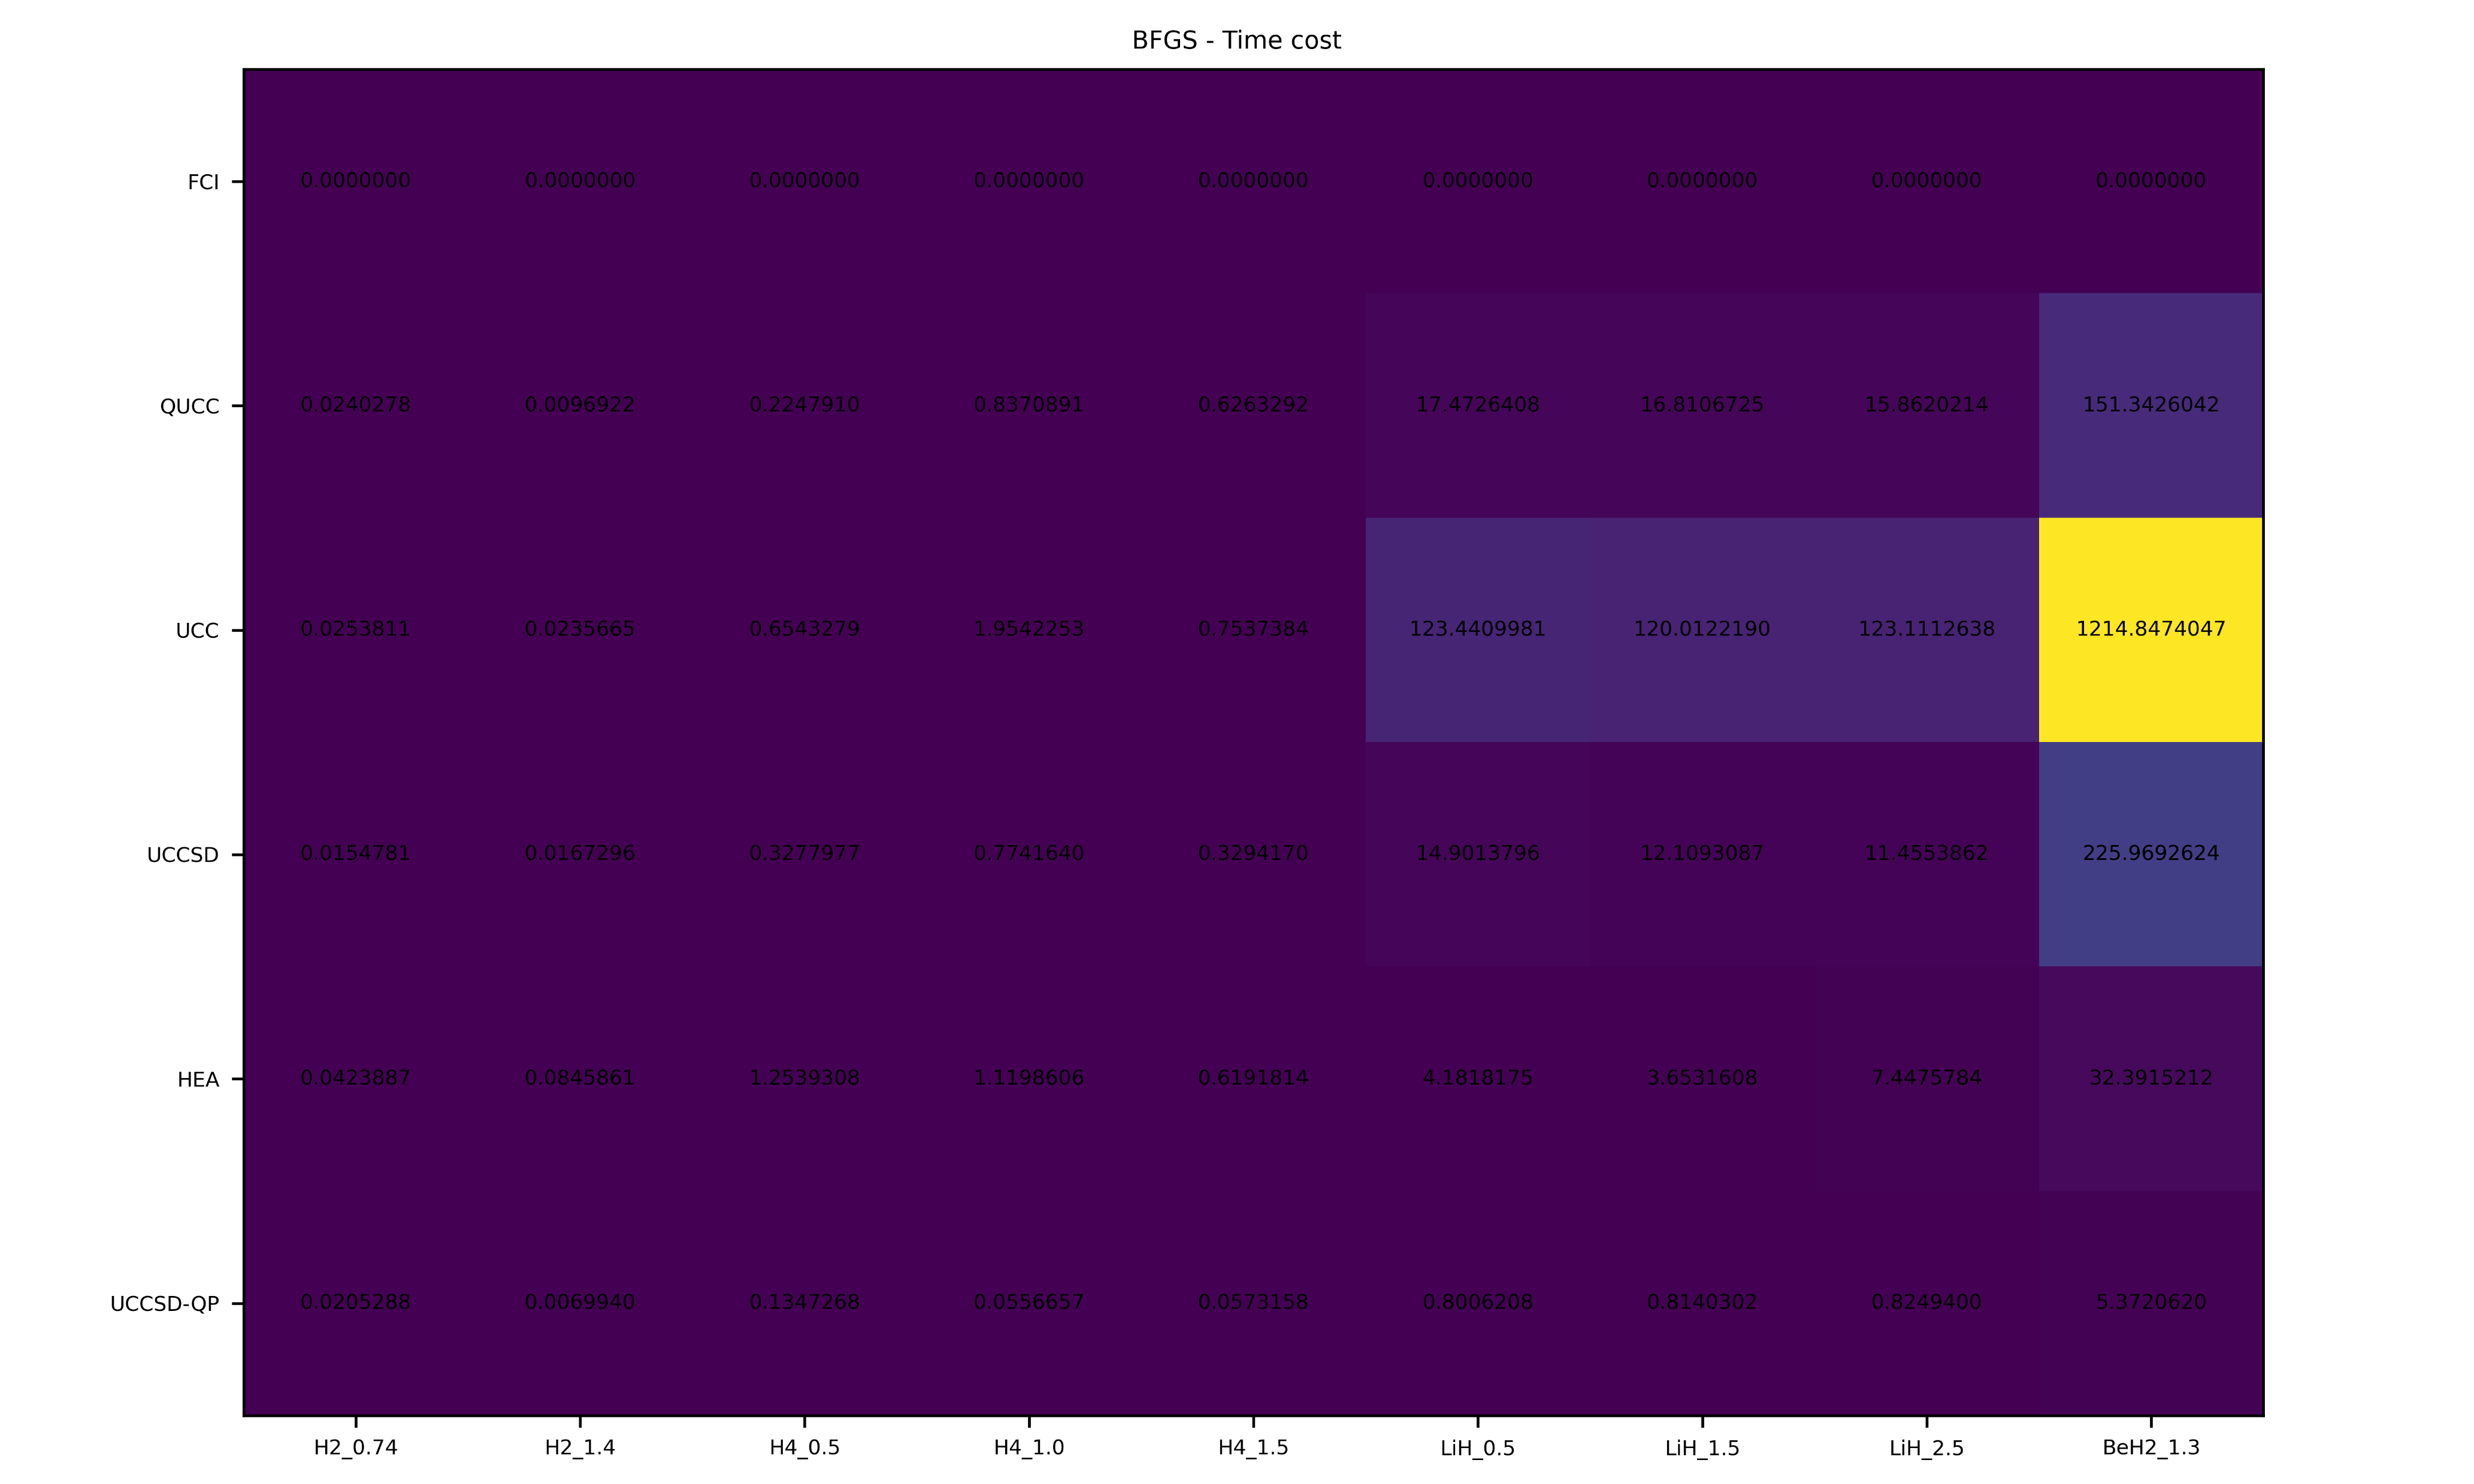 BFGS - Time cost
FCI 0.0000000 0.0000000 0.0000000 0.0000000 0.0000000 0.0000000 0.0000000 0.0000000 0.0000000
QUCC 0.0240278 0.0096922 0.2247910 0.8370891 0.6263292 17.4726408 16.8106725 15.8620214 151.3426042
UCC 0.0253811 0.0235665 0.6543279 1.9542253 0.7537384 123.4409981 120.0122190 123.1112638 1214.8474047
UCCSD 0.0154781 0.0167296 0.3277977 0.7741640 0.3294170 14.9013796 12.1093087 11.4553862 225.9692624
HEA 0.0423887 0.0845861 1.2539308 1.1198606 0.6191814 4.1818175 3.6531608 7.4475784 32.3915212
UCCSD-QP 0.0205288 0.0069940 0.1347268 0.0556657 0.0573158 0.8006208 0.8140302 0.8249400 5.3720620
H2_0.74 H2_1.4 H4_0.5 H4_1.0 H4_1.5 LiH_0.5 LiH_1.5 LiH_2.5 BeH2_1.3